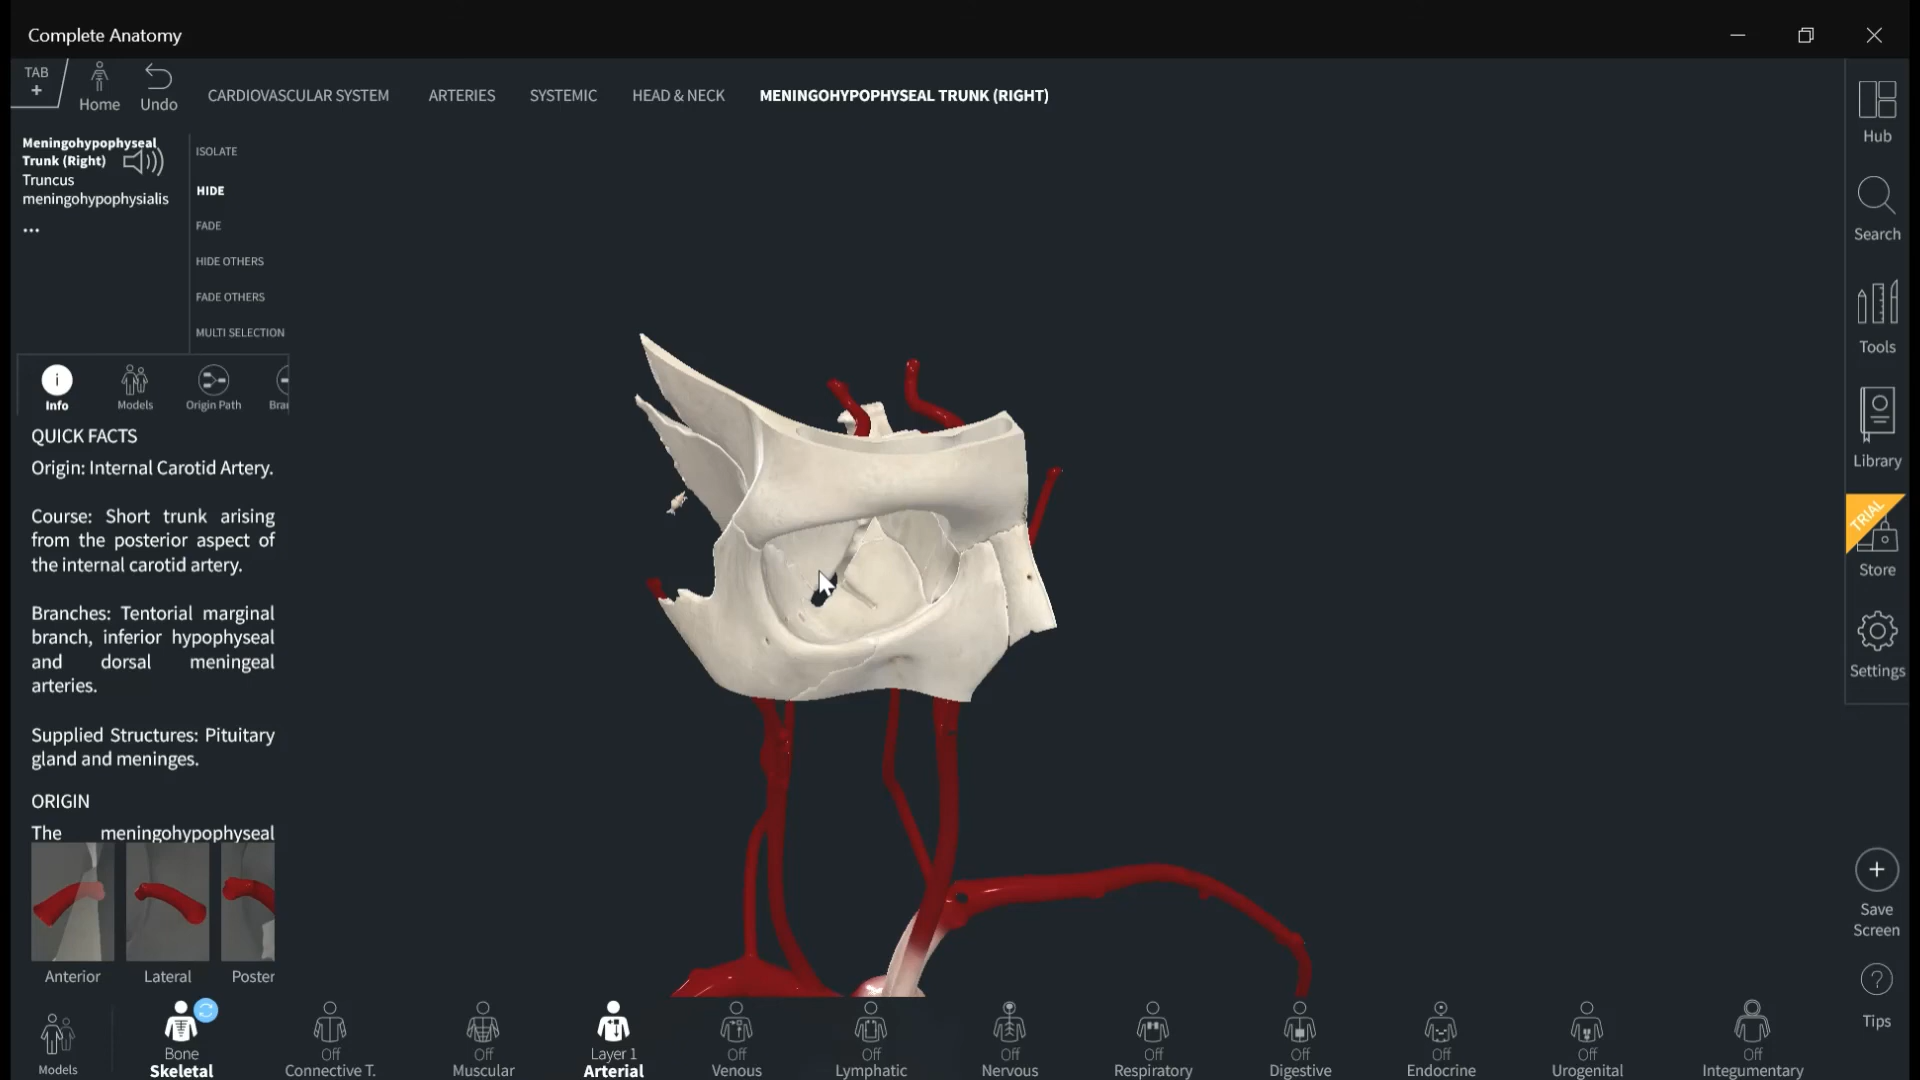 Complete Anatomy
TAB
+
Home
Undo
CARDIOVASCULAR SYSTEM
ARTERIES
SYSTEMIC
HEAD & NECK
MENINGOHYPOPHYSEAL TRUNK (RIGHT)
Meningohypophyseal
Trunk (Right)
Truncus
meningohypophysialis
...
ISOLATE
HIDE
FADE
HIDE OTHERS
FADE OTHERS
MULTI SELECTION
i
Info
Models
Origin Path
Bra
QUICK FACTS
Origin: Internal Carotid Artery.
Course: Short trunk arising
from the posterior aspect of
the internal carotid artery.
Branches: Tentorial marginal
branch, inferior hypophyseal
and dorsal meningeal
arteries.
Supplied Structures: Pituitary
gland and meninges.
ORIGIN
The meningohypophyseal
Anterior
Lateral
Poster
Hub
Search
Tools
Library
TRIAL
Store
Settings
+
Save
Screen
?
Tips
Models
Bone
Skeletal
Off
Connective T.
Off
Muscular
Layer 1
Arterial
Off
Venous
Off
Lymphatic
Off
Nervous
Off
Respiratory
Off
Digestive
Off
Endocrine
Off
Urogenital
Off
Integumentary